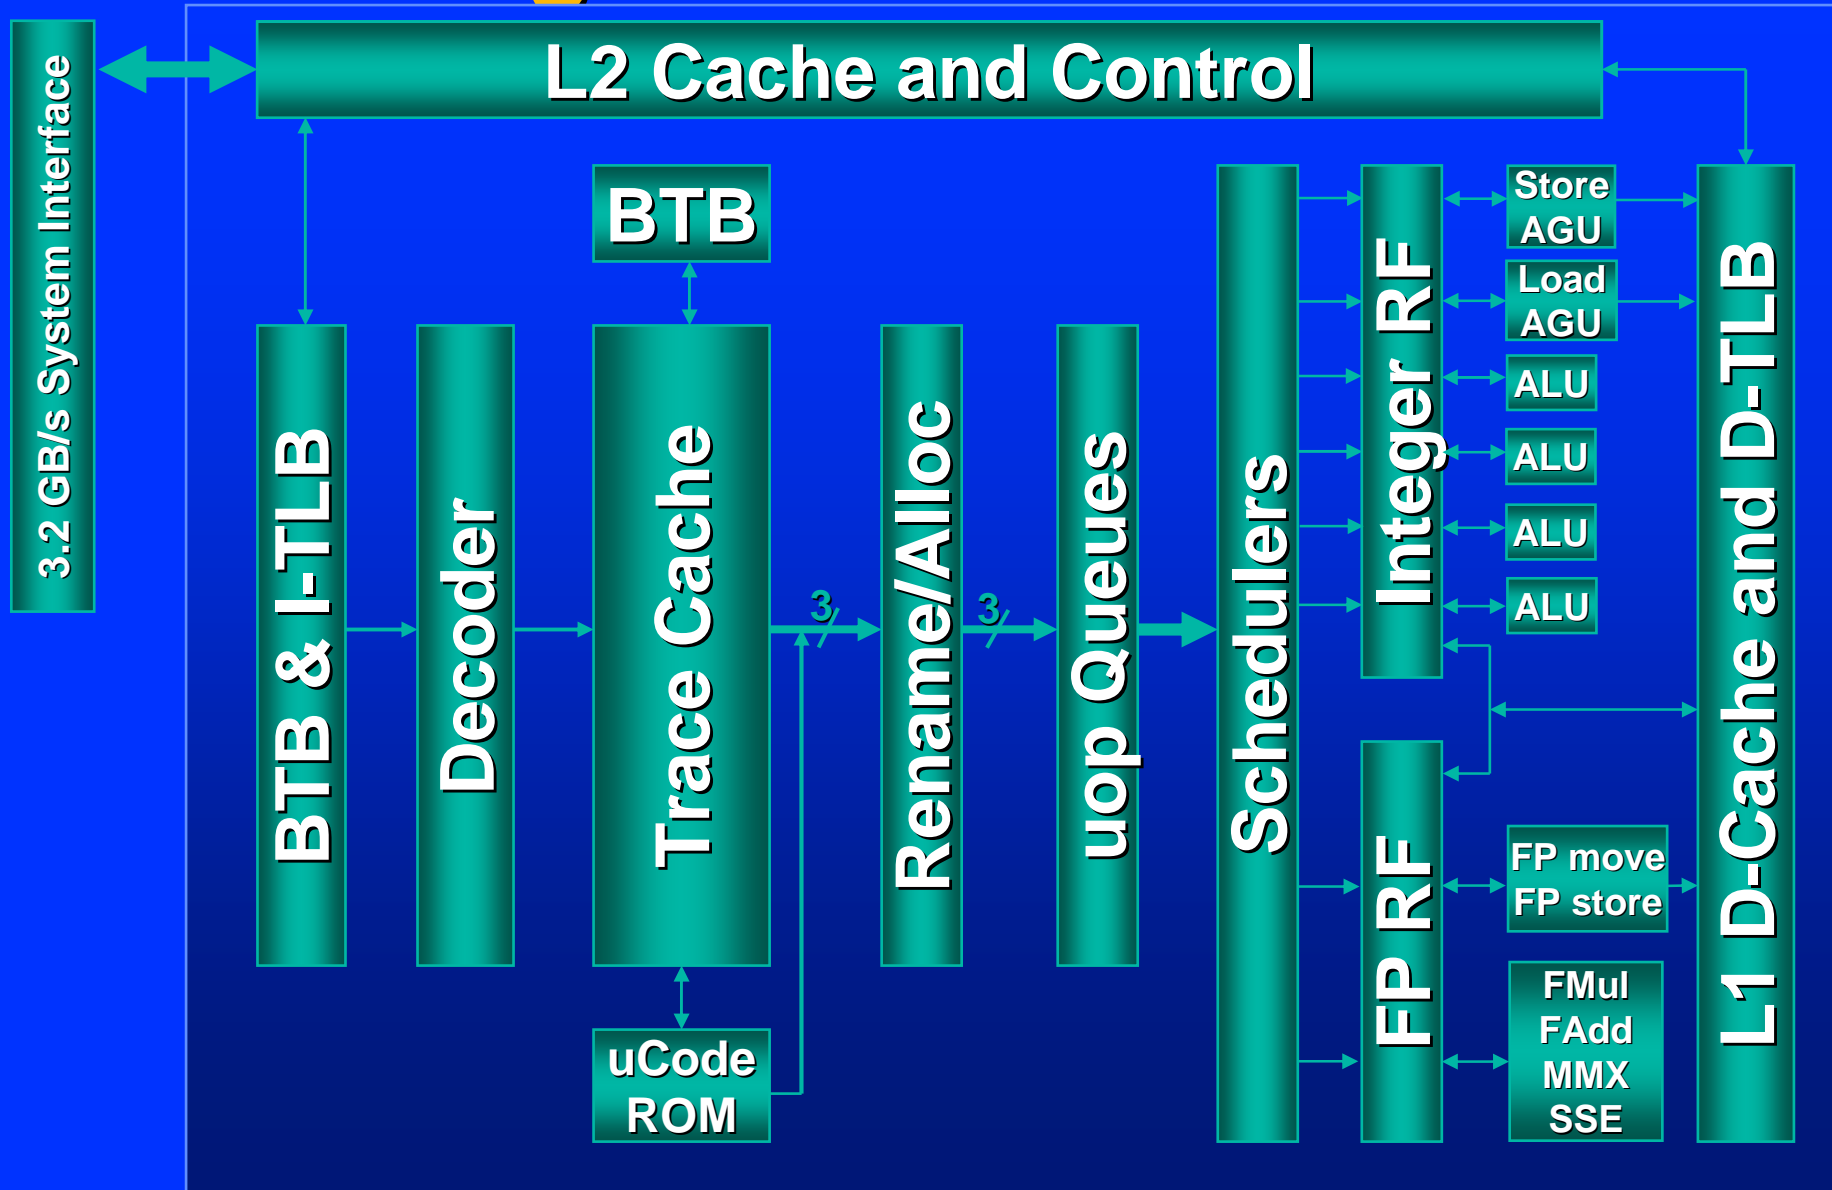 3.2 GB/s System Interface
L2 Cache and Control
BTB
BTB & I-TLB
Decoder
Trace Cache
3
Rename/Alloc
3
uop Queues
uCode
ROM
Schedulers
Integer RF
FP RF
Store
AGU
Load
AGU
ALU
ALU
ALU
ALU
FP move
FP store
FMul
FAdd
MMX
SSE
L1 D-Cache and D-TLB